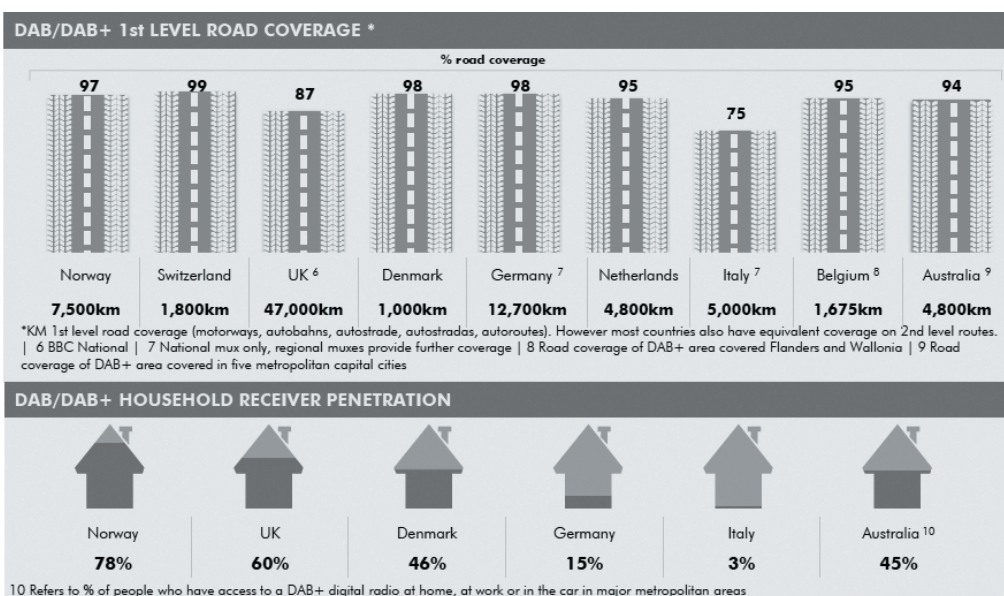 DAB/DAB+ 1st LEVEL ROAD COVERAGE *
% road coverage
97 99 87 98 98 95 75 95 94
Norway Switzerland UK 6 Denmark Germany 7 Netherlands Italy 7 Belgium 8 Australia 9
7,500km 1,800km 47,000km 1,000km 12,700km 4,800km 5,000km 1,675km 4,800km
*KM 1st level road coverage (motorways, autobahns, autostrade, autostradas, autoroutes). However most countries also have equivalent coverage on 2nd level routes.
| 6 BBC National | 7 National mux only, regional muxes provide further coverage | 8 Road coverage of DAB+ area covered Flanders and Wallonia | 9 Road
coverage of DAB+ area covered in five metropolitan capital cities
DAB/DAB+ HOUSEHOLD RECEIVER PENETRATION
Norway UK Denmark Germany Italy Australia 10
78% 60% 46% 15% 3% 45%
10 Refers to % of people who have access to a DAB+ digital radio at home, at work or in the car in major metropolitan areas